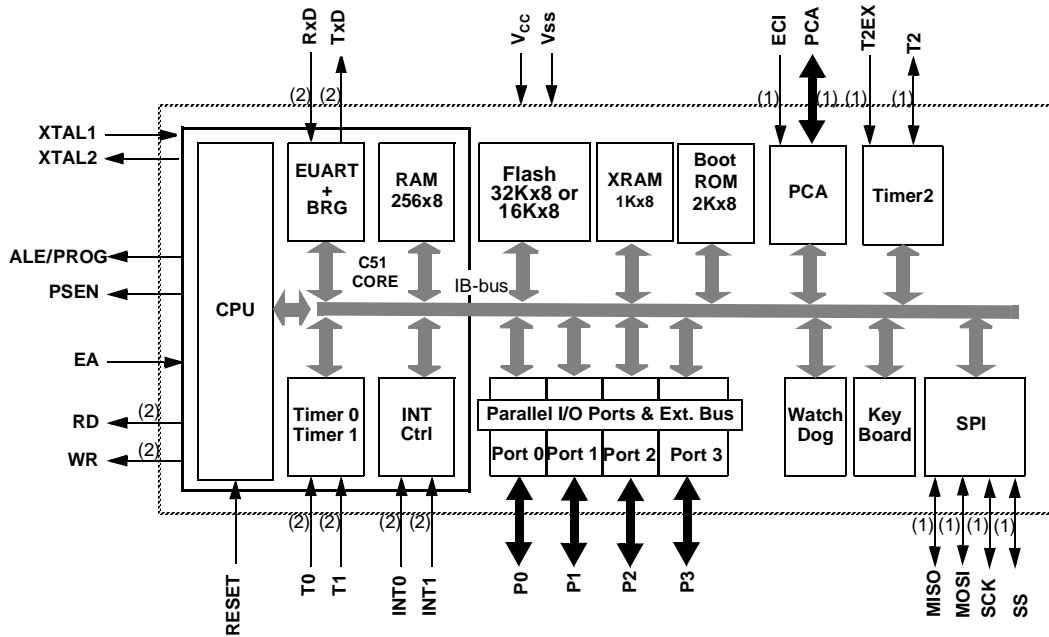 RxD
TxD
VCC
Vss
ECI
PCA
T2EX
T2
(2)
(2)
(1)
(1)
(1)
(1)
XTAL1
XTAL2
ALE/PROG
PSEN
EA
RD
(2)
WR
(2)
CPU
EUART
+
BRG
RAM
256x8
C51
CORE
IB-bus
Flash
32Kx8 or
16Kx8
XRAM
1Kx8
Boot
ROM
2Kx8
PCA
Timer2
Timer 0
Timer 1
INT
Ctrl
Parallel I/O Ports & Ext. Bus
Port 0
Port 1
Port 2
Port 3
Watch
Dog
Key
Board
SPI
(2)
(2)
(2)
(2)
(1)
(1)
(1)
(1)
RESET
T0
T1
INT0
INT1
P0
P1
P2
P3
MISO
MOSI
SCK
SS